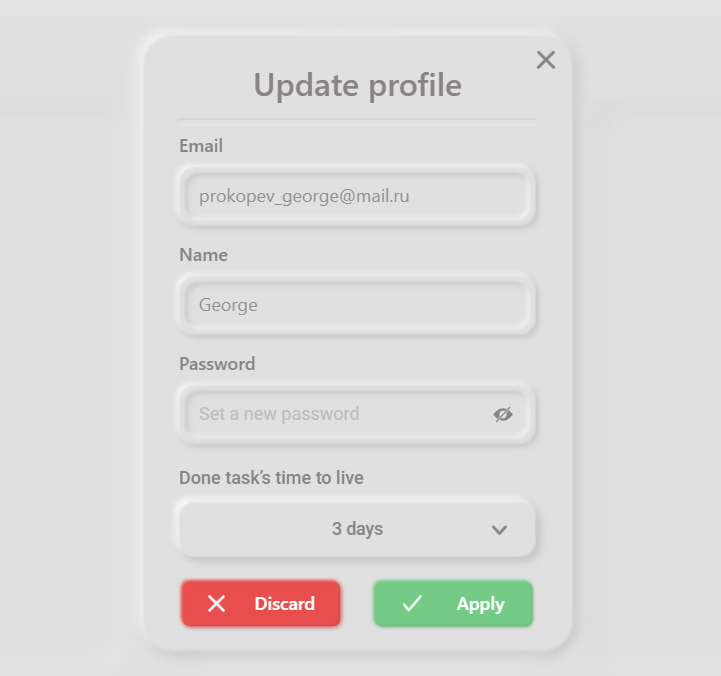 Update profile
Email
prokopev_george@mail.ru
Name
George
Password
Set a new password
Done task’s time to live
3 days
Discard
Apply